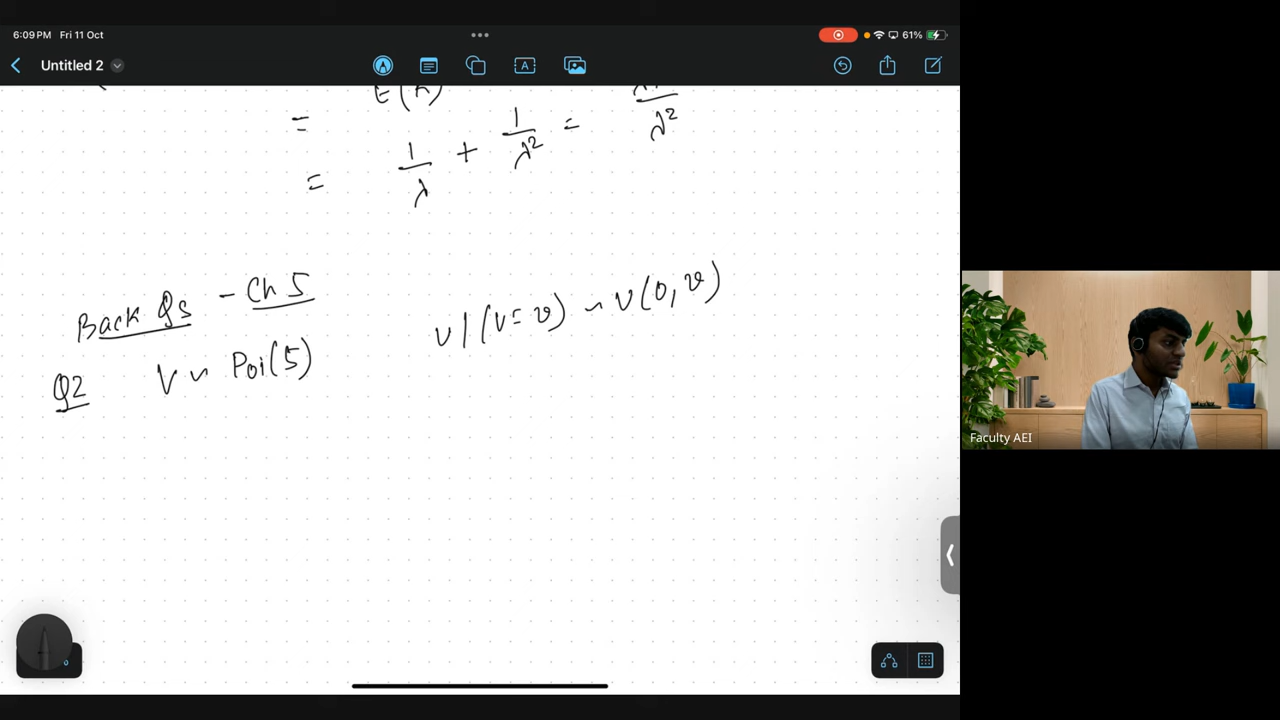 6:09 PM Fri 11 Oct
61%
Untitled 2
=
= 1/λ + 1/λ² =
λ²
Back Qs - Ch 5
Q2 V ~ Poi(5)
U | (V = v) ~ U(0, v)
Faculty AEI